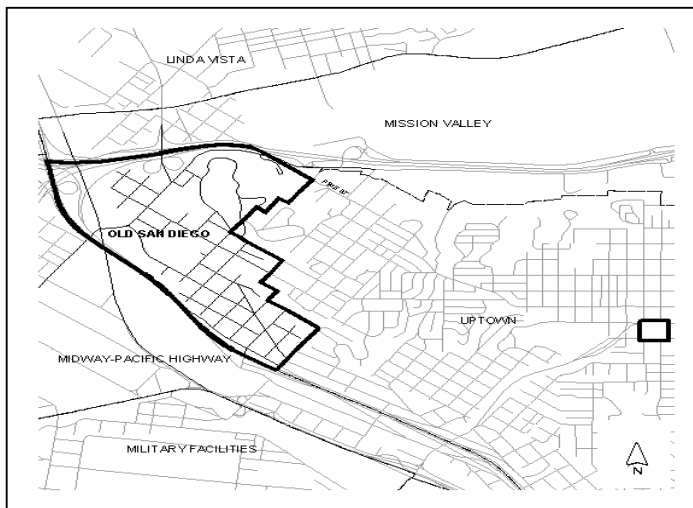 LINDA VISTA
MISSION VALLEY
OLD SAN DIEGO
UPTOWN
MIDWAY-PACIFIC HIGHWAY
MILITARY FACILITIES
N